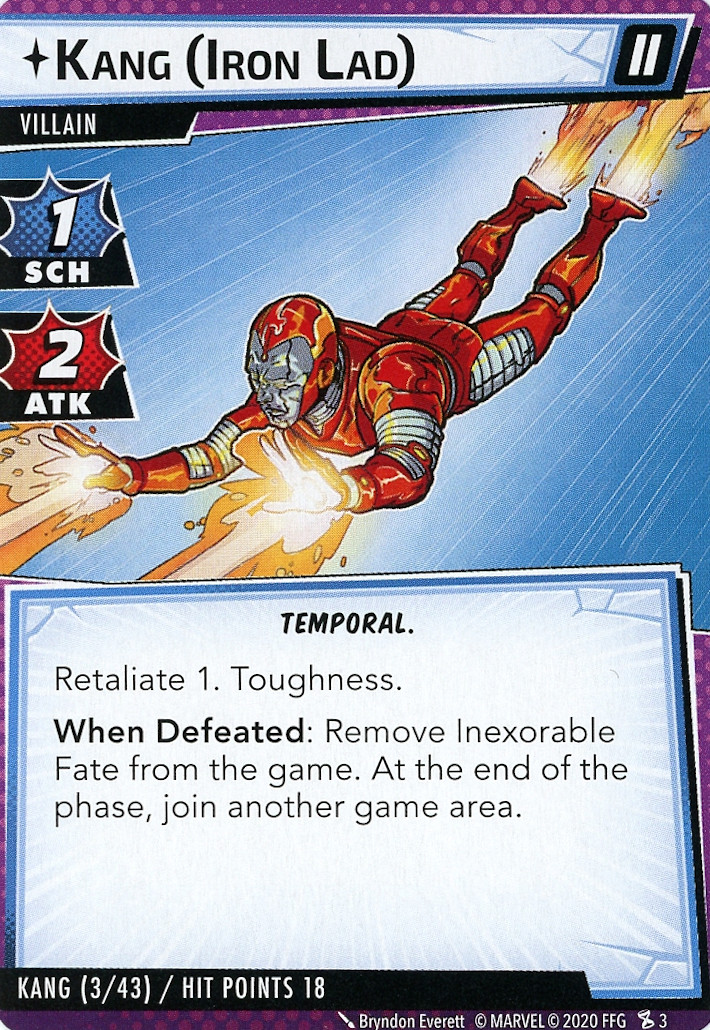 KANG (IRON LAD)
II
VILLAIN
1
SCH
2
ATK
TEMPORAL.
Retaliate 1. Toughness.
When Defeated: Remove Inexorable
Fate from the game. At the end of the
phase, join another game area.
KANG (3/43) / HIT POINTS 18
Bryndon Everett © MARVEL © 2020 FFG 3